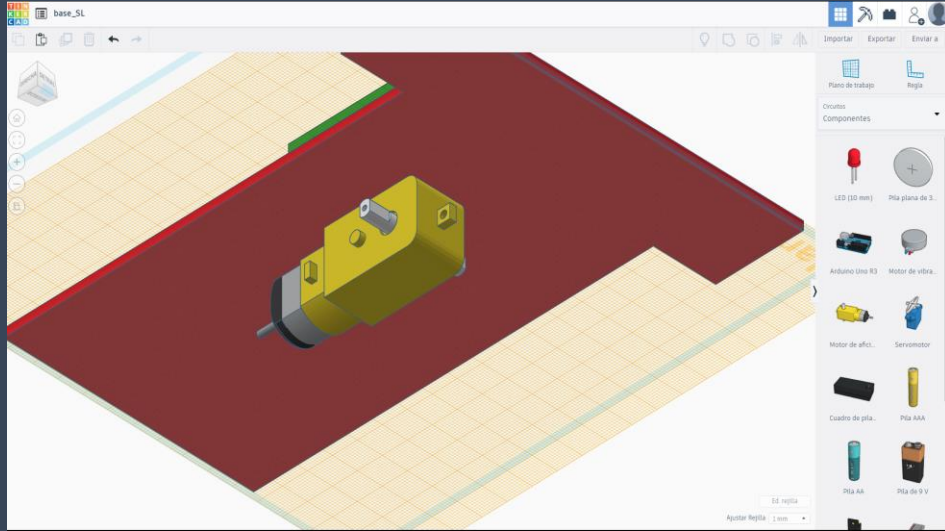 TIN
KER
CAD
base_SL
Importar Exportar Enviar a
Plano de trabajo Regla
Circuitos
Componentes
LED (10 mm) Pila plana de 3..
Arduino Uno R3 Motor de vibra..
Motor de afici.. Servomotor
Cuadro de pila.. Pila AAA
Pila AA Pila de 9 V
Ed. rejilla
Ajustar Rejilla 1 mm